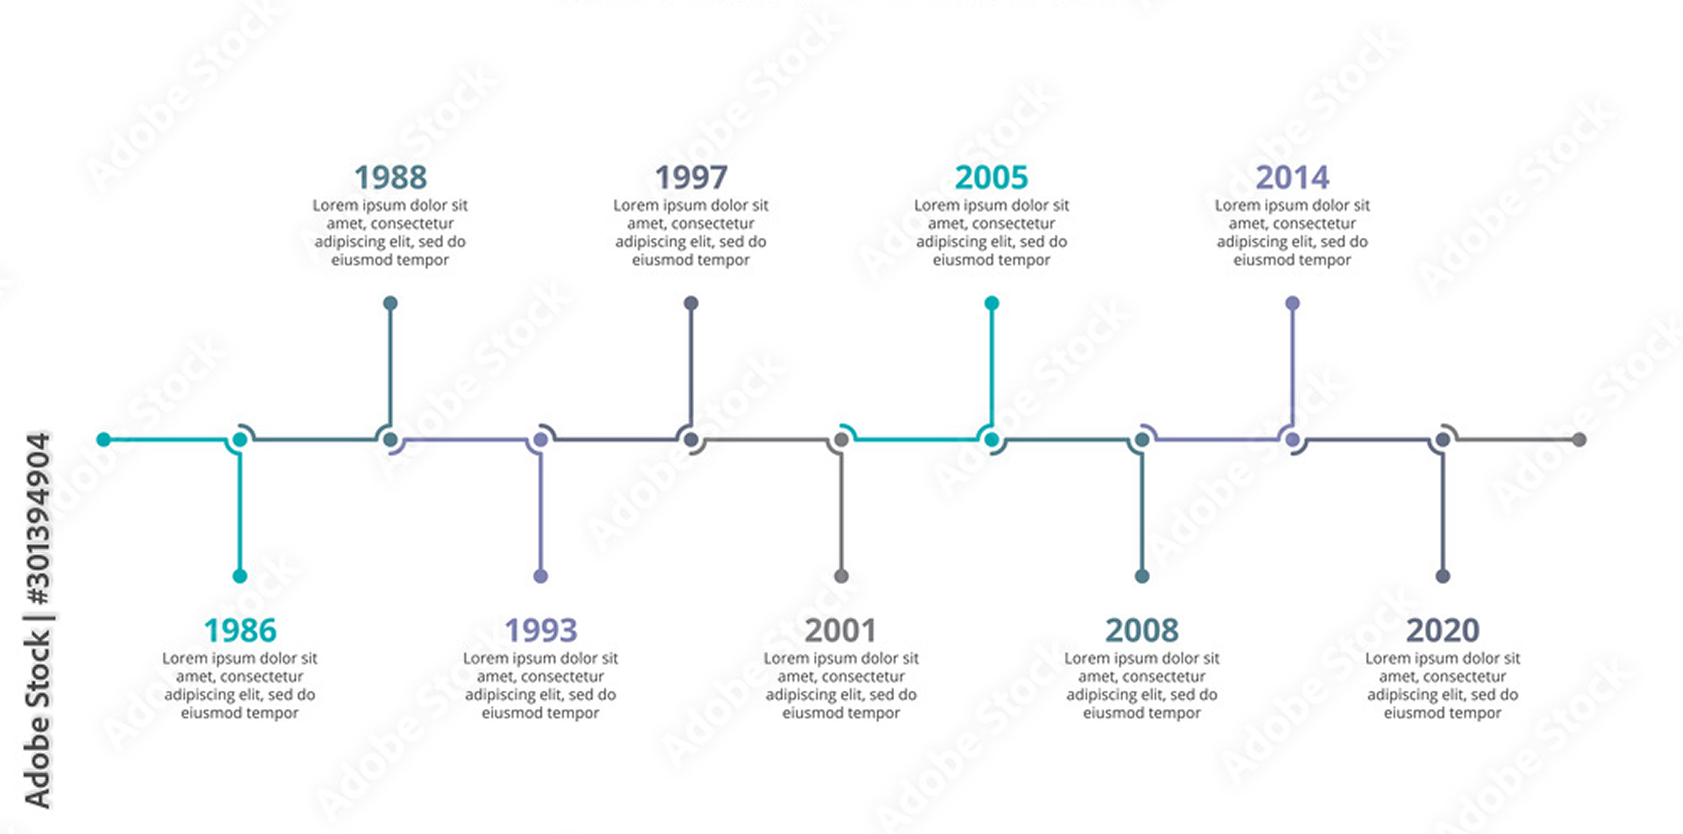 1988
Lorem ipsum dolor sit
amet, consectetur
adipiscing elit, sed do
eiusmod tempor
1997
Lorem ipsum dolor sit
amet, consectetur
adipiscing elit, sed do
eiusmod tempor
2005
Lorem ipsum dolor sit
amet, consectetur
adipiscing elit, sed do
eiusmod tempor
2014
Lorem ipsum dolor sit
amet, consectetur
adipiscing elit, sed do
eiusmod tempor
1986
Lorem ipsum dolor sit
amet, consectetur
adipiscing elit, sed do
eiusmod tempor
1993
Lorem ipsum dolor sit
amet, consectetur
adipiscing elit, sed do
eiusmod tempor
2001
Lorem ipsum dolor sit
amet, consectetur
adipiscing elit, sed do
eiusmod tempor
2008
Lorem ipsum dolor sit
amet, consectetur
adipiscing elit, sed do
eiusmod tempor
2020
Lorem ipsum dolor sit
amet, consectetur
adipiscing elit, sed do
eiusmod tempor
Adobe Stock | #301394904
Adobe Stock